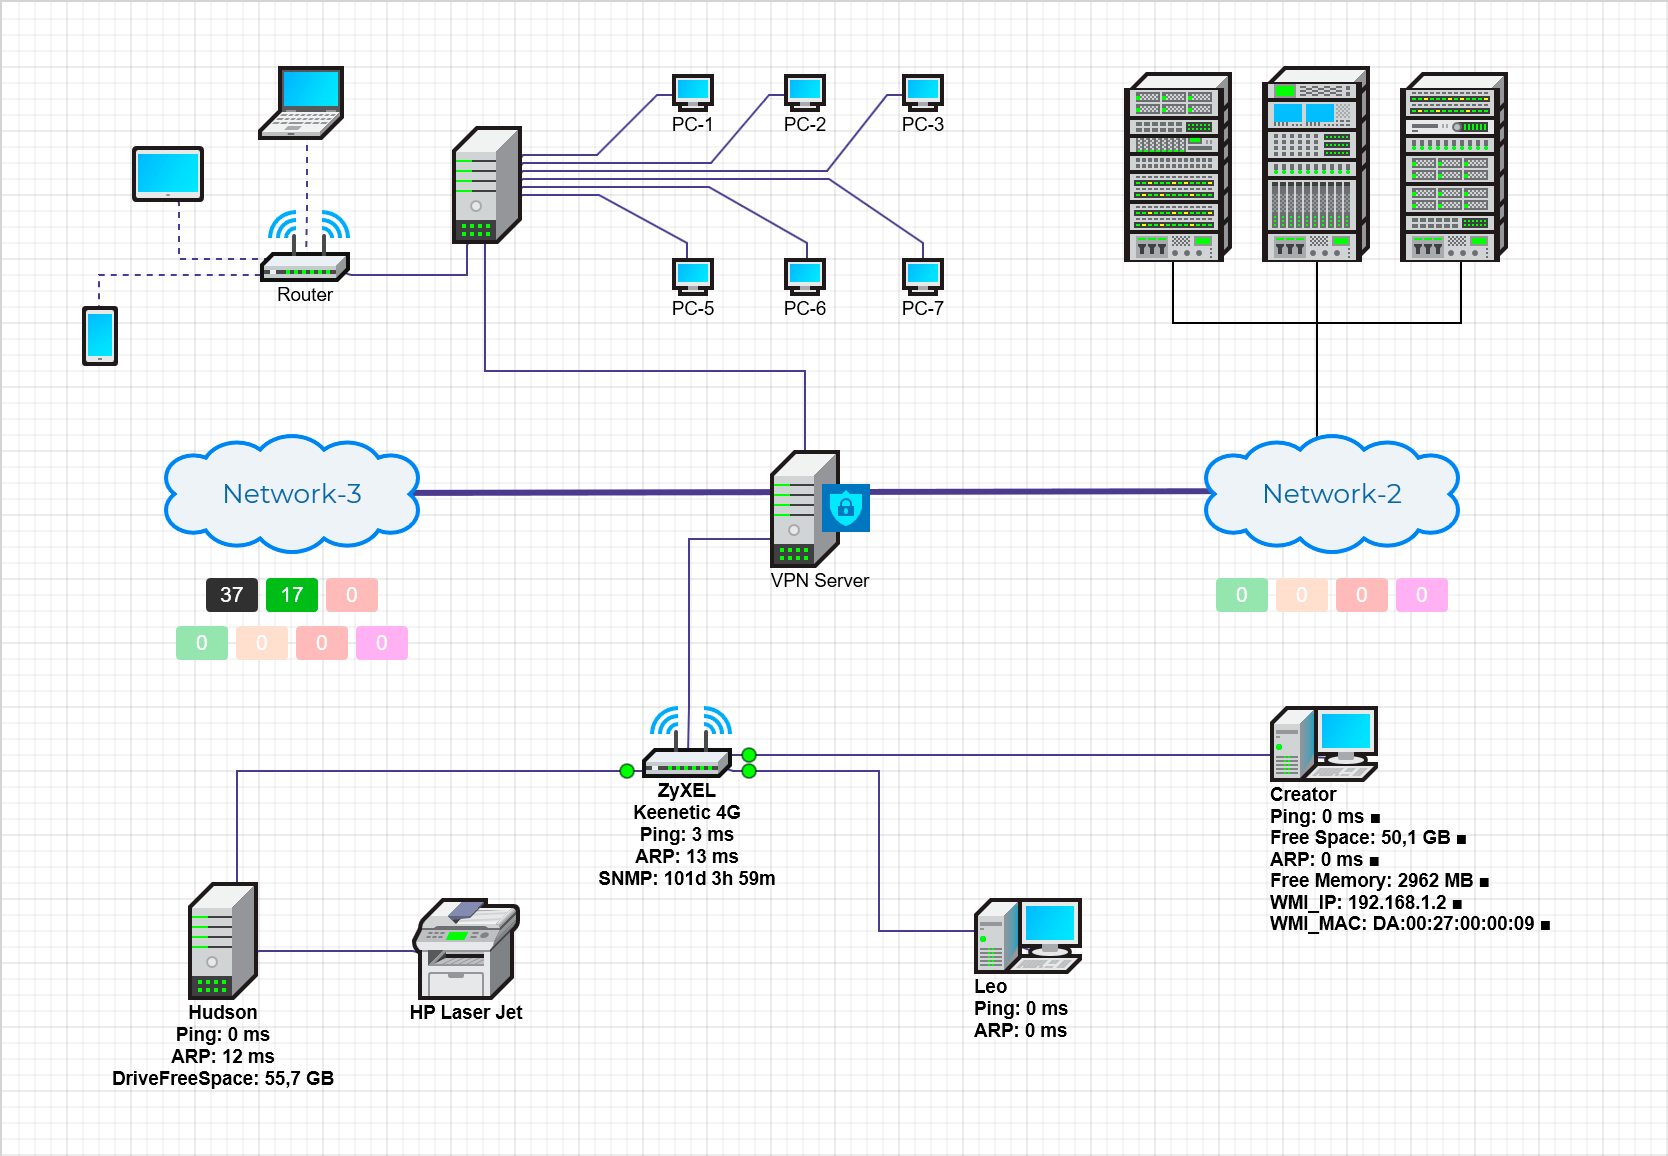 PC-1
PC-2
PC-3
Router
PC-5
PC-6
PC-7
Network-3
Network-2
VPN Server
37 17 0
0 0 0 0
0 0 0 0
ZyXEL
Keenetic 4G
Ping: 3 ms
ARP: 13 ms
SNMP: 101d 3h 59m
Creator
Ping: 0 ms ■
Free Space: 50,1 GB ■
ARP: 0 ms ■
Free Memory: 2962 MB ■
WMI_IP: 192.168.1.2 ■
WMI_MAC: DA:00:27:00:00:09 ■
Hudson
Ping: 0 ms
ARP: 12 ms
DriveFreeSpace: 55,7 GB
HP Laser Jet
Leo
Ping: 0 ms
ARP: 0 ms